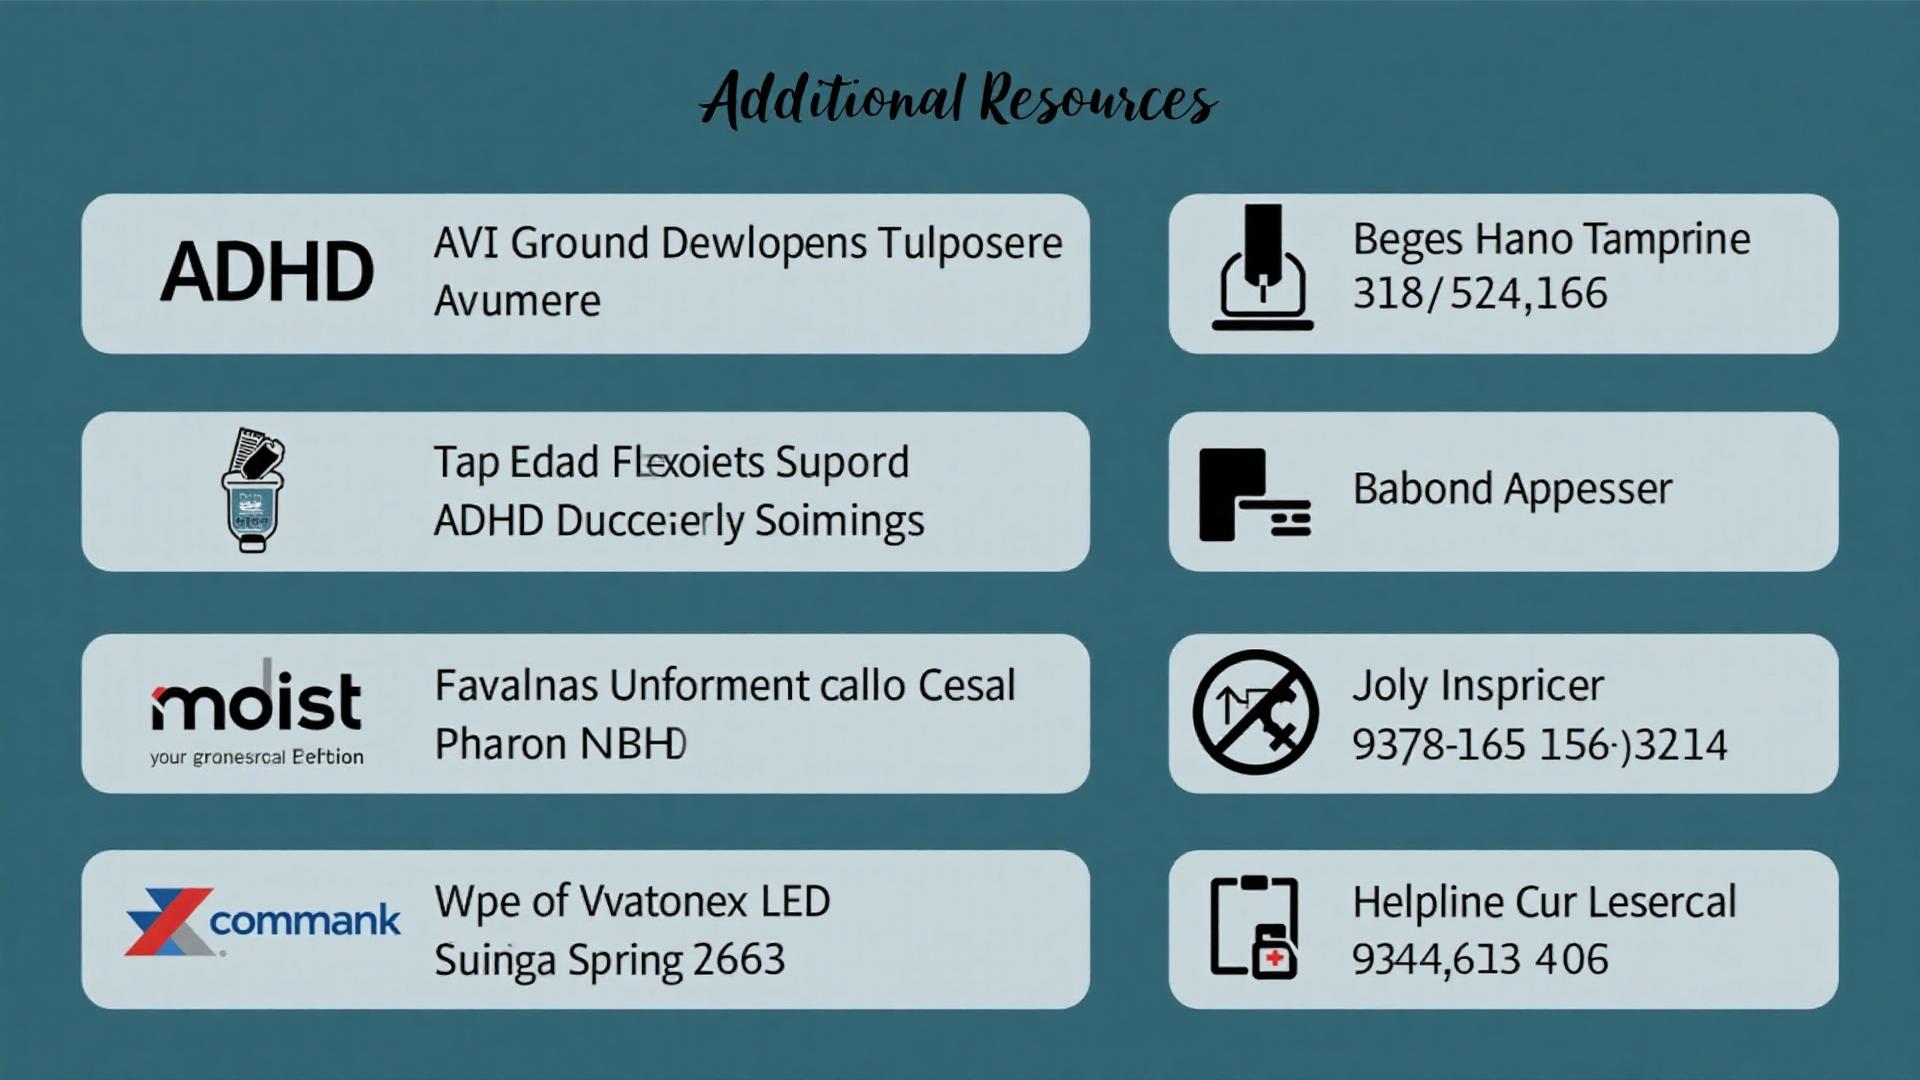 Additional Resources
ADHD
AVI Ground Dewlopens Tulposere
Avumere
Beges Hano Tamprine
318/524,166
Tap Edad Flexoiets Supord
ADHD Ducceierly Soimings
Babond Appesser
moist
your gronesrcal Eeftion
Favalnas Unforment callo Cesal
Pharon NBHD
Joly Inspricer
9378-165 156·)3214
commank
Wpe of Vvatonex LED
Suinga Spring 2663
Helpline Cur Lesercal
9344,613 406